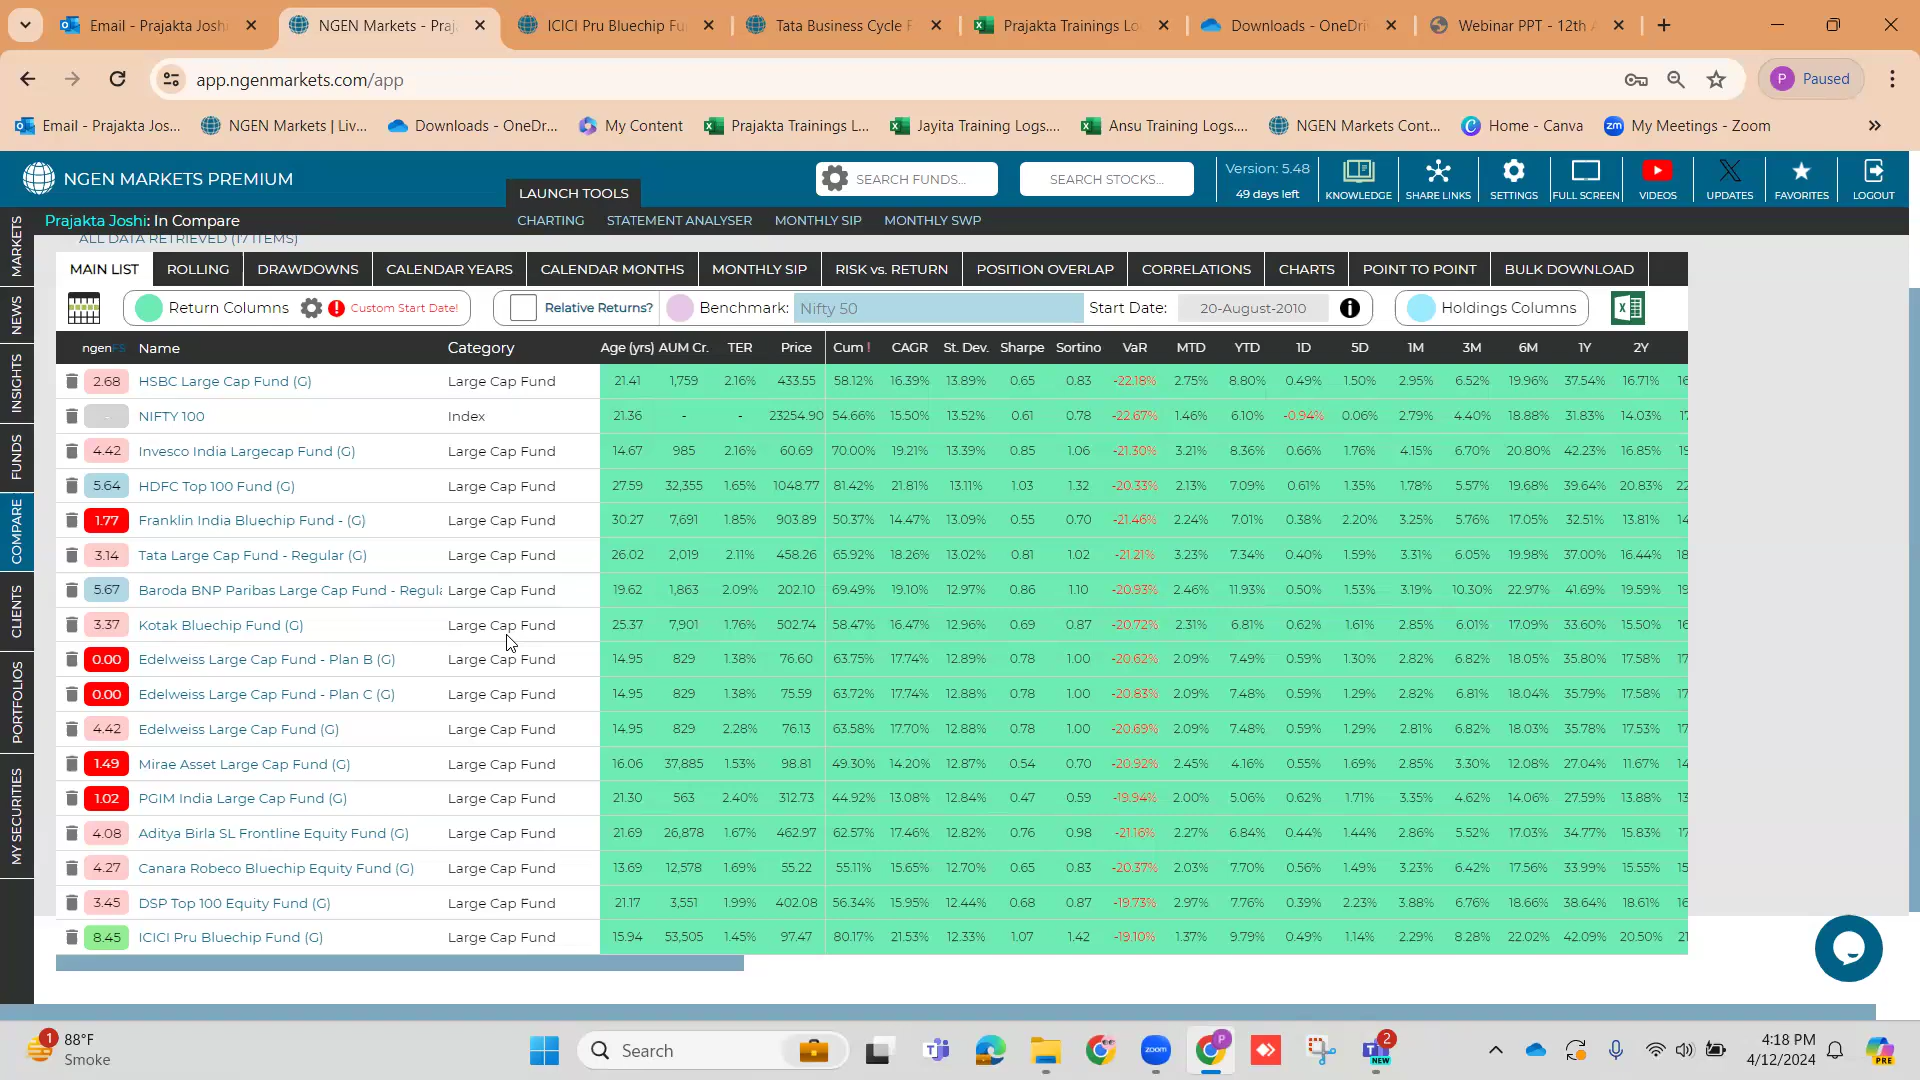 Email - Prajakta Joshi
NGEN Markets - Praj
ICICI Pru Bluechip Fu
Tata Business Cycle F
Prajakta Trainings Lo
Downloads - OneDri
Webinar PPT - 12th A
app.ngenmarkets.com/app
P Paused
Email - Prajakta Jos...
NGEN Markets | Liv...
Downloads - OneDr...
My Content
Prajakta Trainings L...
Jayita Training Logs....
Ansu Training Logs....
NGEN Markets Cont...
Home - Canva
My Meetings - Zoom
NGEN MARKETS PREMIUM
LAUNCH TOOLS
SEARCH FUNDS...
SEARCH STOCKS...
Version: 5.48
49 days left
KNOWLEDGE
SHARE LINKS
SETTINGS
FULL SCREEN
VIDEOS
UPDATES
FAVORITES
LOGOUT
Prajakta Joshi: In Compare
CHARTING STATEMENT ANALYSER MONTHLY SIP MONTHLY SWP
MARKETS
NEWS
INSIGHTS
FUNDS
COMPARE
CLIENTS
PORTFOLIOS
MY SECURITIES
ALL DATA RETRIEVED (17 ITEMS)
MAIN LIST ROLLING DRAWDOWNS CALENDAR YEARS CALENDAR MONTHS MONTHLY SIP RISK vs. RETURN POSITION OVERLAP CORRELATIONS CHARTS POINT TO POINT BULK DOWNLOAD
Return Columns Custom Start Date! Relative Returns? Benchmark: Nifty 50 Start Date: 20-August-2010 Holdings Columns
ngenFS Name Category Age (yrs) AUM Cr. TER Price Cum ! CAGR St. Dev. Sharpe Sortino VaR MTD YTD 1D 5D 1M 3M 6M 1Y 2Y
2.68 HSBC Large Cap Fund (G) Large Cap Fund 21.41 1,759 2.16% 433.55 58.12% 16.39% 13.89% 0.65 0.83 -22.18% 2.75% 8.80% 0.49% 1.50% 2.95% 6.52% 19.96% 37.54% 16.71% 16
- NIFTY 100 Index 21.36 - - 23254.90 54.66% 15.50% 13.52% 0.61 0.78 -22.67% 1.46% 6.10% -0.94% 0.06% 2.79% 4.40% 18.88% 31.83% 14.03% 17
4.42 Invesco India Largecap Fund (G) Large Cap Fund 14.67 985 2.16% 60.69 70.00% 19.21% 13.39% 0.85 1.06 -21.30% 3.21% 8.36% 0.66% 1.76% 4.15% 6.70% 20.80% 42.23% 16.85% 19
5.64 HDFC Top 100 Fund (G) Large Cap Fund 27.59 32,355 1.65% 1048.77 81.42% 21.81% 13.11% 1.03 1.32 -20.33% 2.13% 7.09% 0.61% 1.35% 1.78% 5.57% 19.68% 39.64% 20.83% 22
1.77 Franklin India Bluechip Fund - (G) Large Cap Fund 30.27 7,691 1.85% 903.89 50.37% 14.47% 13.09% 0.55 0.70 -21.46% 2.24% 7.01% 0.38% 2.20% 3.25% 5.76% 17.05% 32.51% 13.81% 14
3.14 Tata Large Cap Fund - Regular (G) Large Cap Fund 26.02 2,019 2.11% 458.26 65.92% 18.26% 13.02% 0.81 1.02 -21.21% 3.23% 7.34% 0.40% 1.59% 3.31% 6.05% 19.98% 37.00% 16.44% 18
5.67 Baroda BNP Paribas Large Cap Fund - Regula Large Cap Fund 19.62 1,863 2.09% 202.10 69.49% 19.10% 12.97% 0.86 1.10 -20.93% 2.46% 11.93% 0.50% 1.53% 3.19% 10.30% 22.97% 41.69% 19.59% 19
3.37 Kotak Bluechip Fund (G) Large Cap Fund 25.37 7,901 1.76% 502.74 58.47% 16.47% 12.96% 0.69 0.87 -20.72% 2.31% 6.81% 0.62% 1.61% 2.85% 6.01% 17.09% 33.60% 15.50% 16
0.00 Edelweiss Large Cap Fund - Plan B (G) Large Cap Fund 14.95 829 1.38% 76.60 63.75% 17.74% 12.89% 0.78 1.00 -20.62% 2.09% 7.49% 0.59% 1.30% 2.82% 6.82% 18.05% 35.80% 17.58% 17
0.00 Edelweiss Large Cap Fund - Plan C (G) Large Cap Fund 14.95 829 1.38% 75.59 63.72% 17.74% 12.88% 0.78 1.00 -20.83% 2.09% 7.48% 0.59% 1.29% 2.82% 6.81% 18.04% 35.79% 17.58% 17
4.42 Edelweiss Large Cap Fund (G) Large Cap Fund 14.95 829 2.28% 76.13 63.58% 17.70% 12.88% 0.78 1.00 -20.69% 2.09% 7.48% 0.59% 1.29% 2.81% 6.82% 18.03% 35.78% 17.53% 17
1.49 Mirae Asset Large Cap Fund (G) Large Cap Fund 16.06 37,885 1.53% 98.81 49.30% 14.20% 12.87% 0.54 0.70 -20.92% 2.45% 4.16% 0.55% 1.69% 2.85% 3.30% 12.08% 27.04% 11.67% 14
1.02 PGIM India Large Cap Fund (G) Large Cap Fund 21.30 563 2.40% 312.73 44.92% 13.08% 12.84% 0.47 0.59 -19.94% 2.00% 5.06% 0.62% 1.71% 3.35% 4.62% 14.06% 27.59% 13.88% 13
4.08 Aditya Birla SL Frontline Equity Fund (G) Large Cap Fund 21.69 26,878 1.67% 462.97 62.57% 17.46% 12.82% 0.76 0.98 -21.16% 2.27% 6.84% 0.44% 1.44% 2.86% 5.52% 17.03% 34.77% 15.83% 17
4.27 Canara Robeco Bluechip Equity Fund (G) Large Cap Fund 13.69 12,578 1.69% 55.22 55.11% 15.65% 12.70% 0.65 0.83 -20.37% 2.03% 7.70% 0.56% 1.49% 3.23% 6.42% 17.56% 33.99% 15.55% 15
3.45 DSP Top 100 Equity Fund (G) Large Cap Fund 21.17 3,551 1.99% 402.08 56.34% 15.95% 12.44% 0.68 0.87 -19.73% 2.97% 7.76% 0.39% 2.23% 3.88% 6.76% 18.66% 38.64% 18.61% 16
8.45 ICICI Pru Bluechip Fund (G) Large Cap Fund 15.94 53,505 1.45% 97.47 80.17% 21.53% 12.33% 1.07 1.42 -19.10% 1.37% 9.79% 0.49% 1.14% 2.29% 8.28% 22.02% 42.09% 20.50% 21
1 88°F
Smoke
Search
zoom
2
NEW
4:18 PM
4/12/2024
PRE